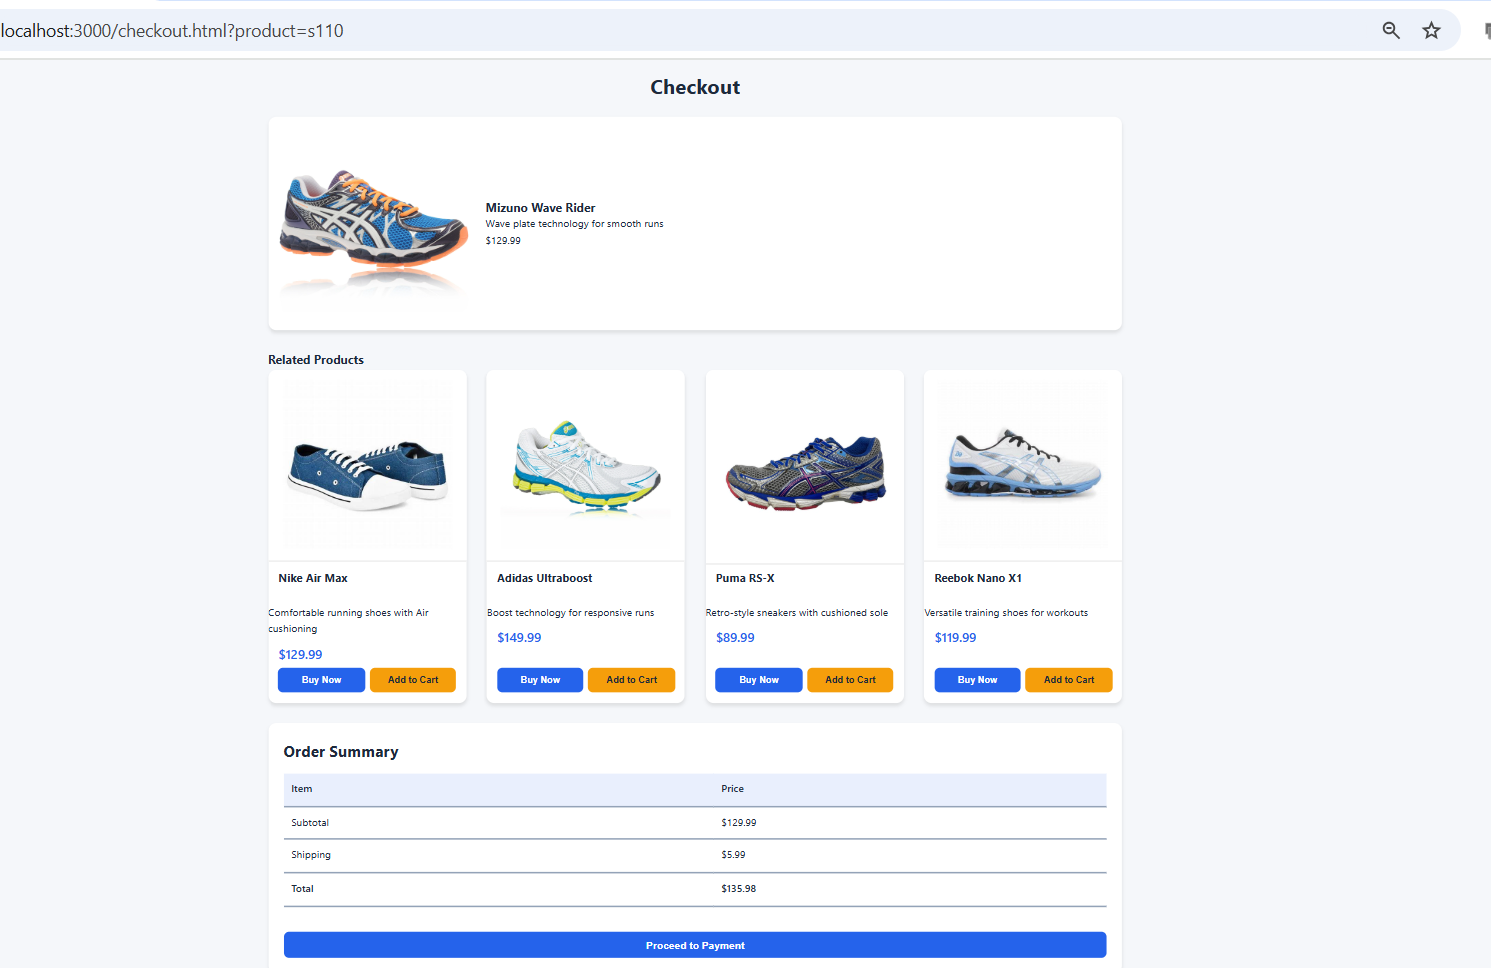 localhost:3000/checkout.html?product=s110
Checkout
Mizuno Wave Rider
Wave plate technology for smooth runs
$129.99
Related Products
Nike Air Max
Comfortable running shoes with Air
cushioning
$129.99
Buy Now
Add to Cart
Adidas Ultraboost
Boost technology for responsive runs
$149.99
Buy Now
Add to Cart
Puma RS-X
Retro-style sneakers with cushioned sole
$89.99
Buy Now
Add to Cart
Reebok Nano X1
Versatile training shoes for workouts
$119.99
Buy Now
Add to Cart
Order Summary
Item Price
Subtotal $129.99
Shipping $5.99
Total $135.98
Proceed to Payment